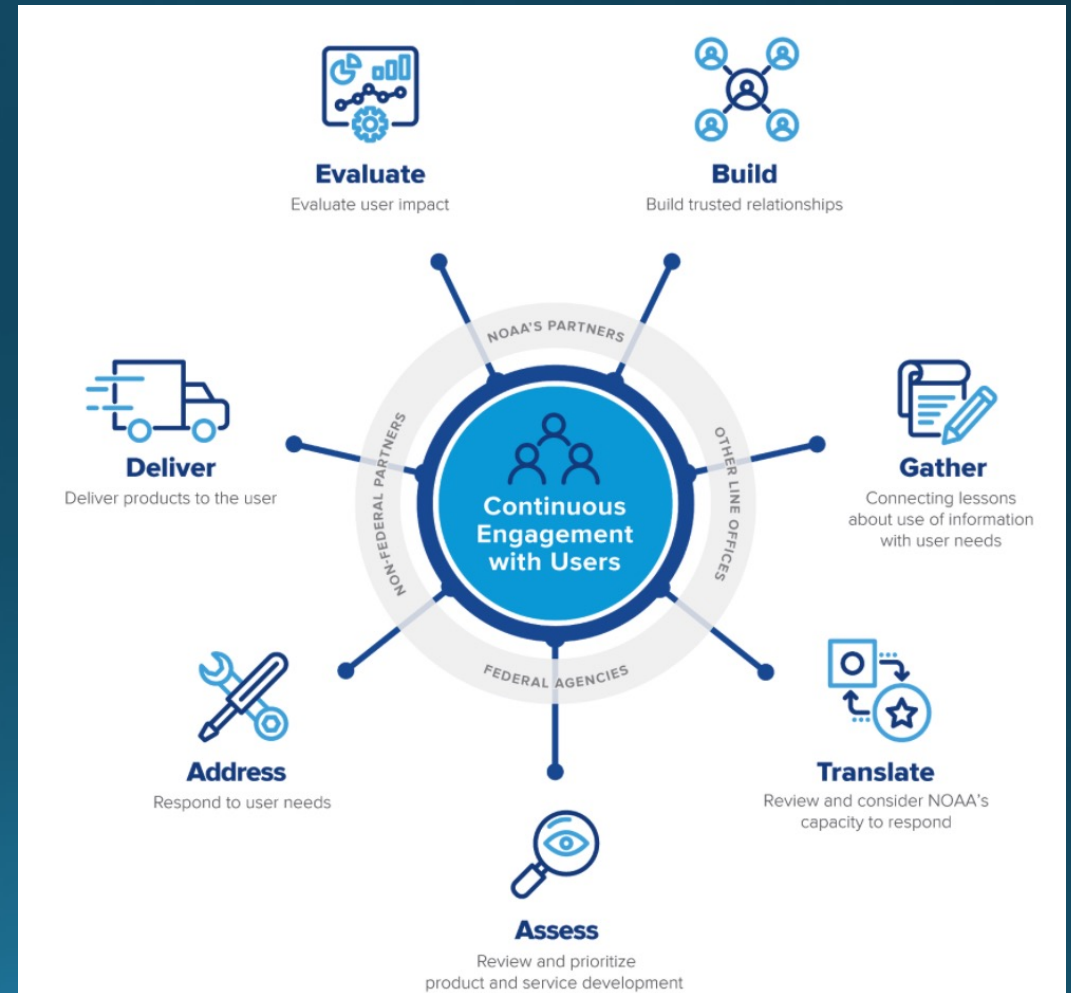 Evaluate
Evaluate user impact
Build
Build trusted relationships
NOAA'S PARTNERS
Deliver
Deliver products to the user
NON-FEDERAL PARTNERS
Continuous
Engagement
with Users
OTHER LINE OFFICES
Gather
Connecting lessons
about use of information
with user needs
FEDERAL AGENCIES
Address
Respond to user needs
Translate
Review and consider NOAA's
capacity to respond
Assess
Review and prioritize
product and service development